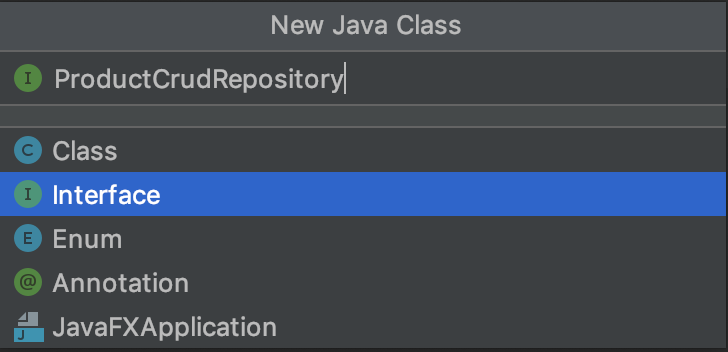 New Java Class
I ProductCrudRepository
C Class
I Interface
E Enum
@ Annotation
J JavaFXApplication